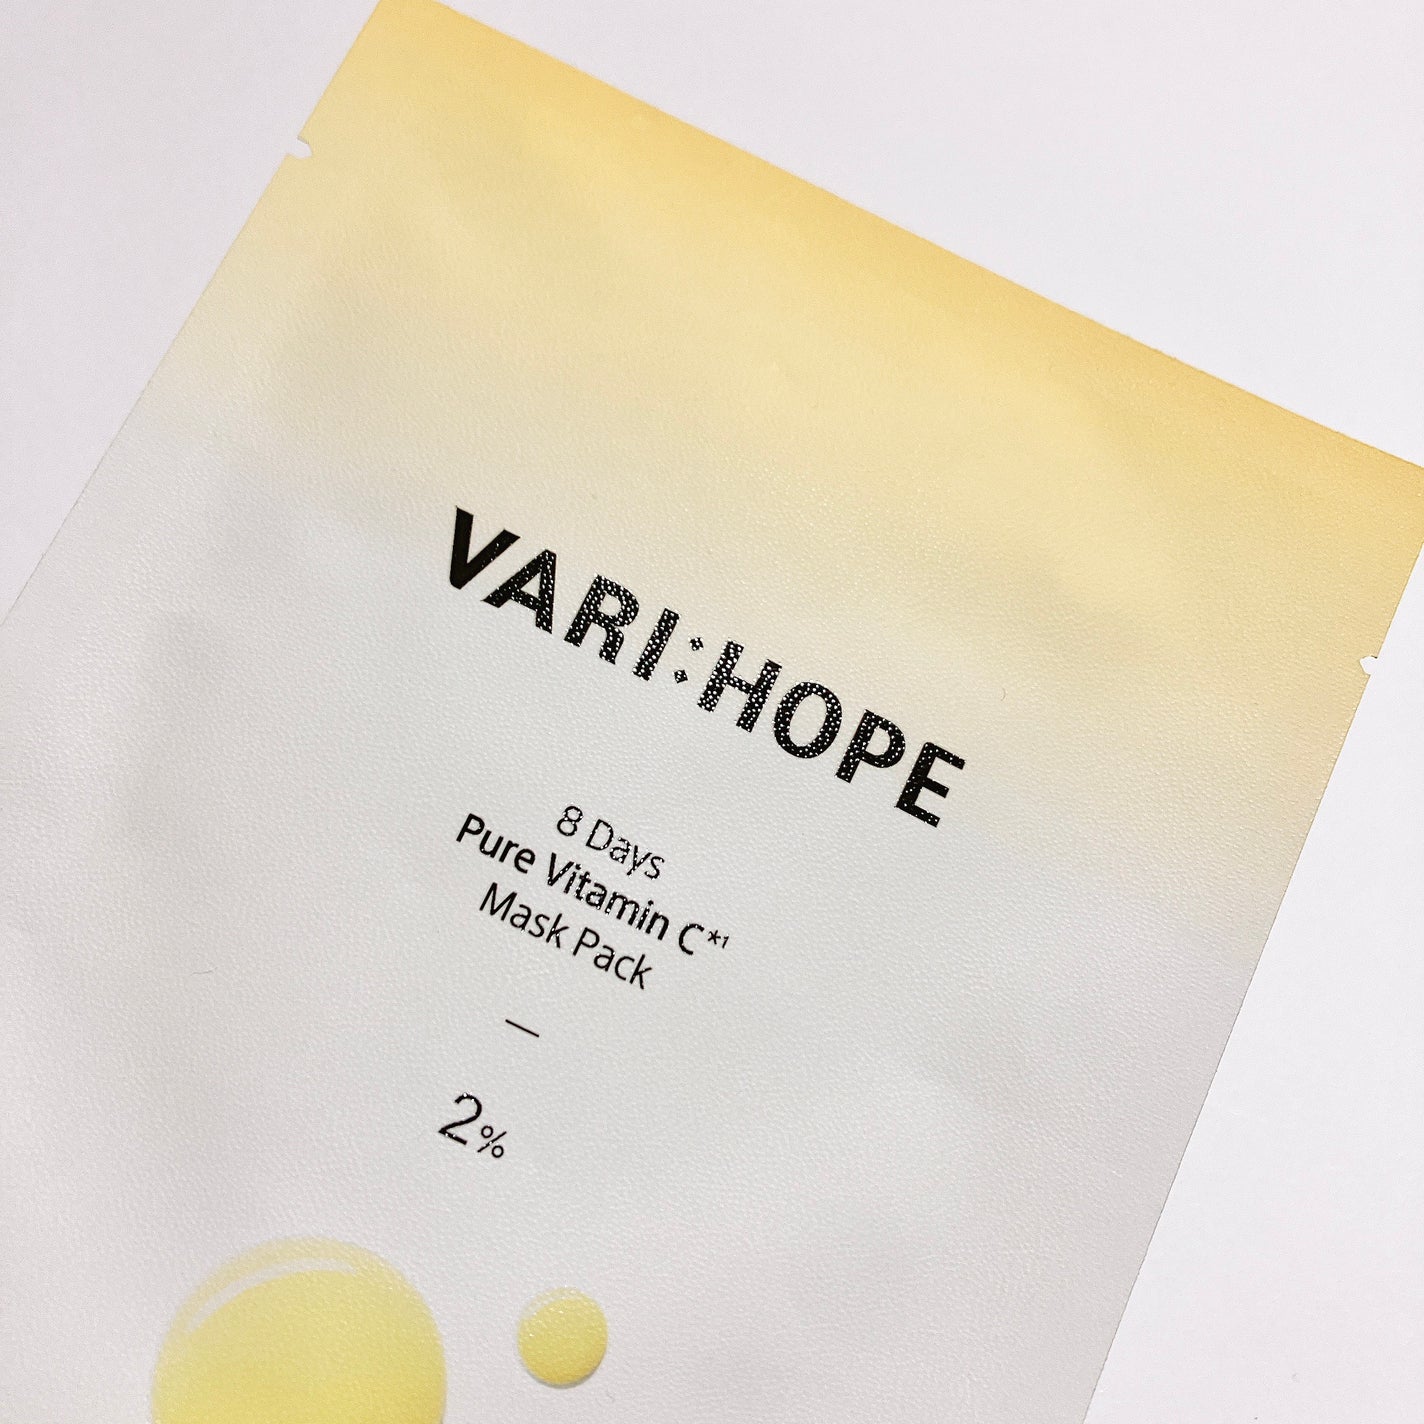 VARI:HOPE
8 Days
Pure Vitamin C*¹
Mask Pack
—
2%